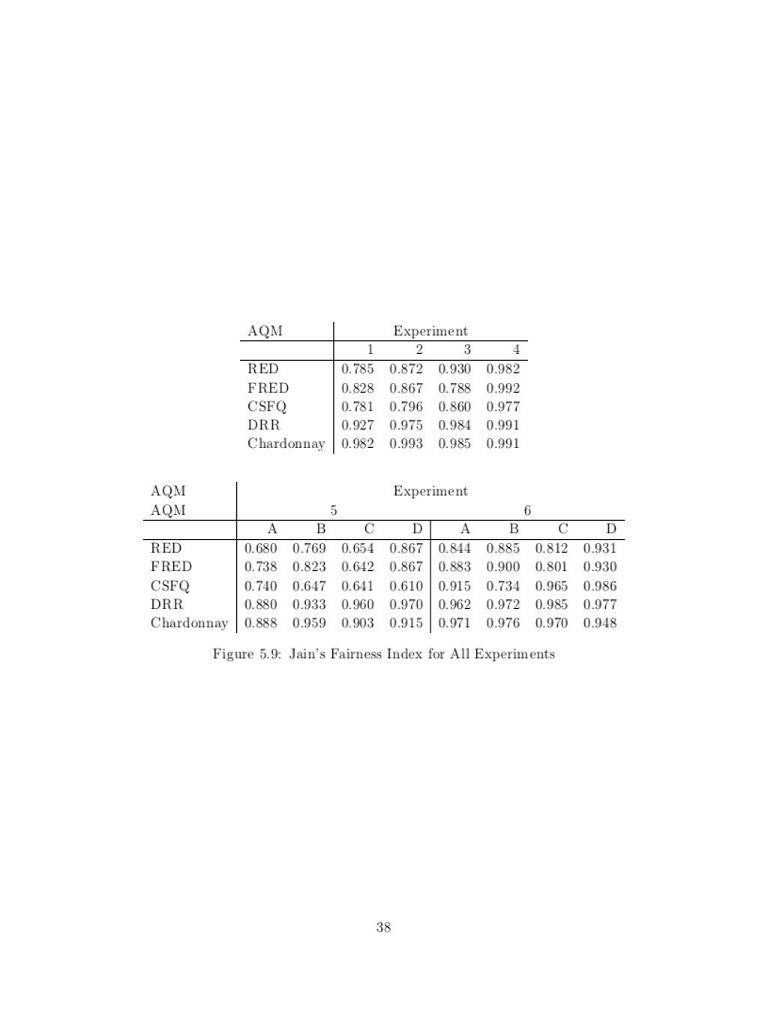 AQM Experiment
1 2 3 4
RED 0.785 0.872 0.930 0.982
FRED 0.828 0.867 0.788 0.992
CSFQ 0.781 0.796 0.860 0.977
DRR 0.927 0.975 0.984 0.991
Chardonnay 0.982 0.993 0.985 0.991
AQM Experiment
AQM 5 6
A B C D A B C D
RED 0.680 0.769 0.654 0.867 0.844 0.885 0.812 0.931
FRED 0.738 0.823 0.642 0.867 0.883 0.900 0.801 0.930
CSFQ 0.740 0.647 0.641 0.610 0.915 0.734 0.965 0.986
DRR 0.880 0.933 0.960 0.970 0.962 0.972 0.985 0.977
Chardonnay 0.888 0.959 0.903 0.915 0.971 0.976 0.970 0.948
Figure 5.9: Jain's Fairness Index for All Experiments
38